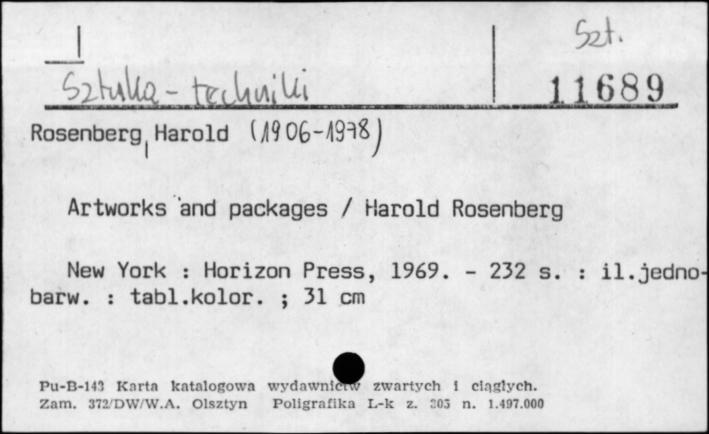 Szt.
Sztuka - techniki
11689
Rosenberg, Harold (1906-1978)
Artworks and packages / Harold Rosenberg
New York : Horizon Press, 1969. - 232 s. : il.jedno-
barw. : tabl.kolor. ; 31 cm
Pu-B-143 Karta katalogowa wydawnictw zwartych i ciągłych.
Zam. 372/DW/W.A. Olsztyn Poligrafika L-k z. 205 n. 1.497.000